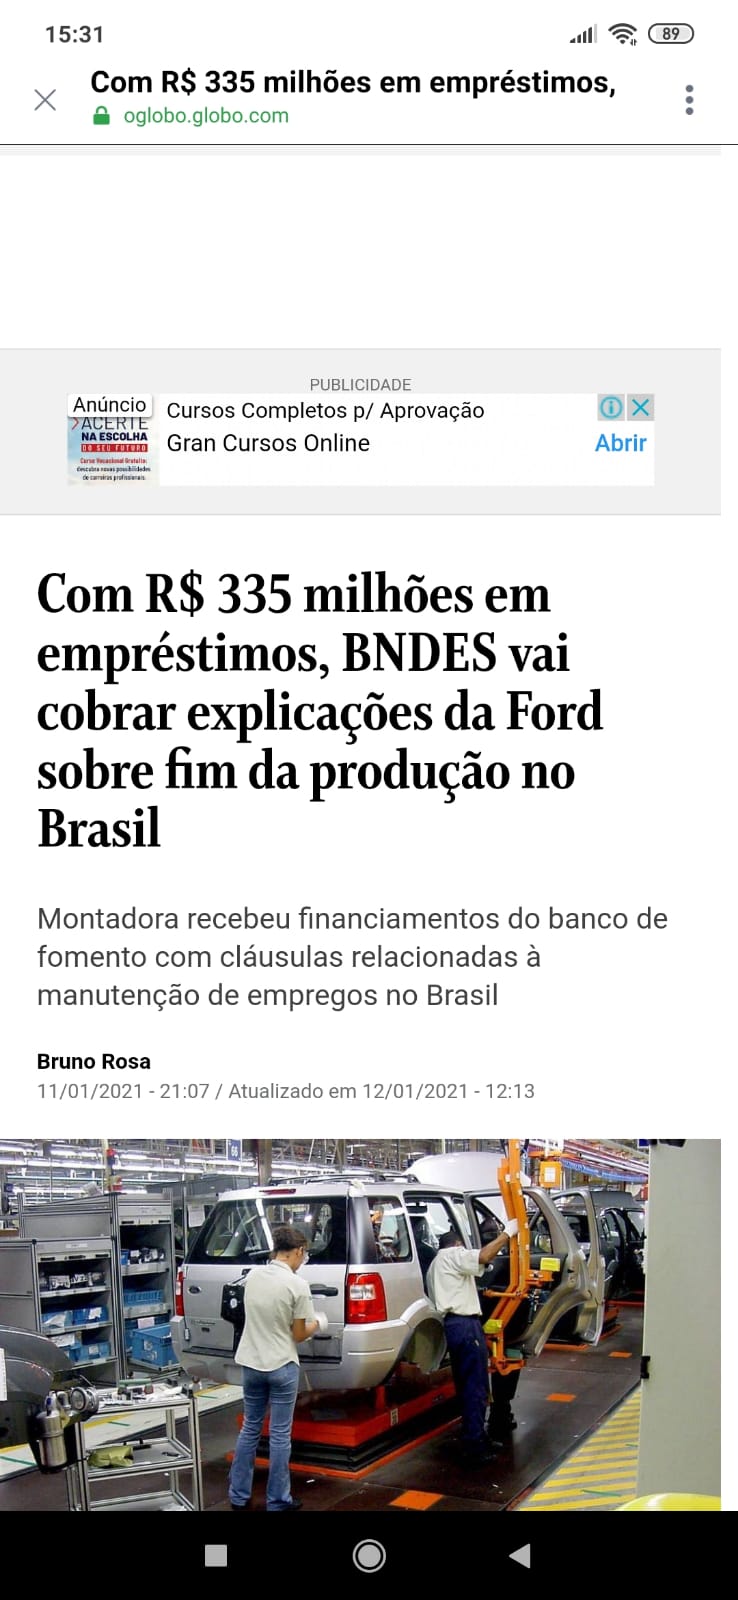 15:31
89
Com R$ 335 milhões em empréstimos,
oglobo.globo.com
PUBLICIDADE
Anúncio
ACERTE
NA ESCOLHA
DO SEU FUTURO
Curso Vocacional Gratuito:
descubra novas possibilidades
de carreiras profissionais.
Cursos Completos p/ Aprovação
Gran Cursos Online
Abrir
Com R$ 335 milhões em
empréstimos, BNDES vai
cobrar explicações da Ford
sobre fim da produção no
Brasil
Montadora recebeu financiamentos do banco de
fomento com cláusulas relacionadas à
manutenção de empregos no Brasil
Bruno Rosa
11/01/2021 - 21:07 / Atualizado em 12/01/2021 - 12:13